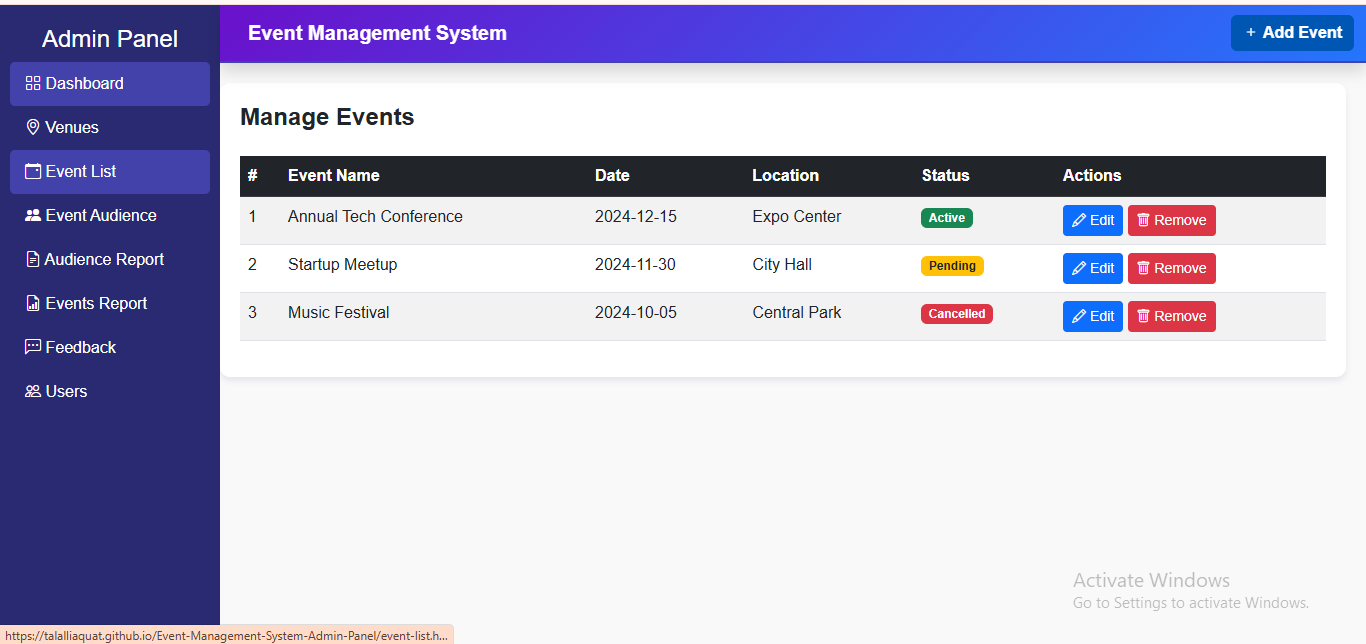 Admin Panel
Dashboard
Venues
Event List
Event Audience
Audience Report
Events Report
Feedback
Users
Event Management System
+ Add Event
Manage Events
# Event Name Date Location Status Actions
1 Annual Tech Conference 2024-12-15 Expo Center Active Edit Remove
2 Startup Meetup 2024-11-30 City Hall Pending Edit Remove
3 Music Festival 2024-10-05 Central Park Cancelled Edit Remove
Activate Windows
Go to Settings to activate Windows.
https://talalliaquat.github.io/Event-Management-System-Admin-Panel/event-list.h...